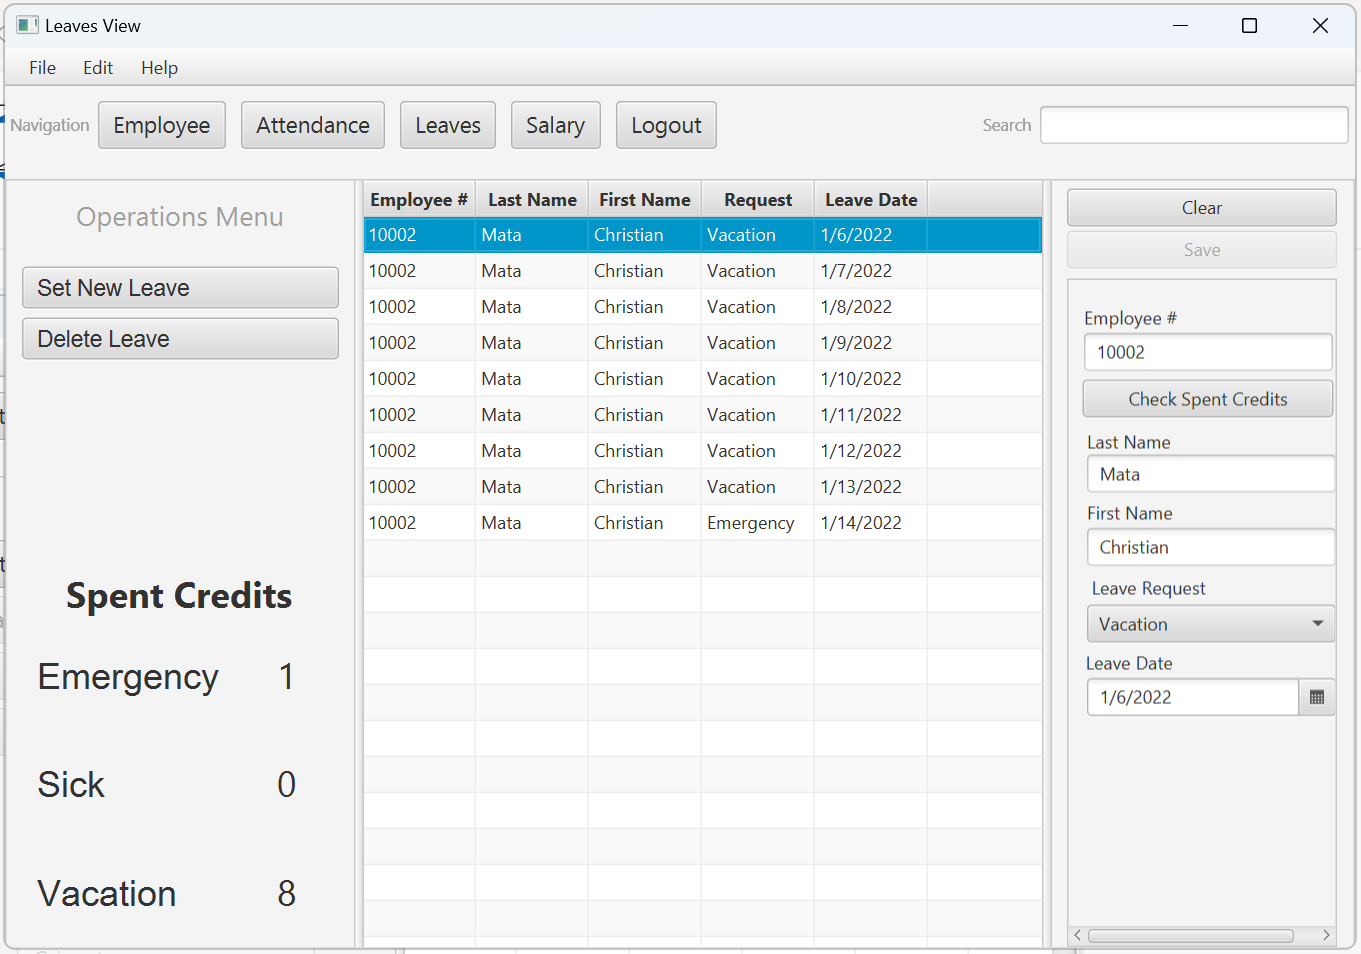 Leaves View
File Edit Help
Navigation Employee Attendance Leaves Salary Logout Search
Operations Menu
Set New Leave
Delete Leave
Spent Credits
Emergency 1
Sick 0
Vacation 8
Employee # Last Name First Name Request Leave Date
10002 Mata Christian Vacation 1/6/2022
10002 Mata Christian Vacation 1/7/2022
10002 Mata Christian Vacation 1/8/2022
10002 Mata Christian Vacation 1/9/2022
10002 Mata Christian Vacation 1/10/2022
10002 Mata Christian Vacation 1/11/2022
10002 Mata Christian Vacation 1/12/2022
10002 Mata Christian Vacation 1/13/2022
10002 Mata Christian Emergency 1/14/2022
Clear
Save
Employee #
10002
Check Spent Credits
Last Name
Mata
First Name
Christian
Leave Request
Vacation
Leave Date
1/6/2022